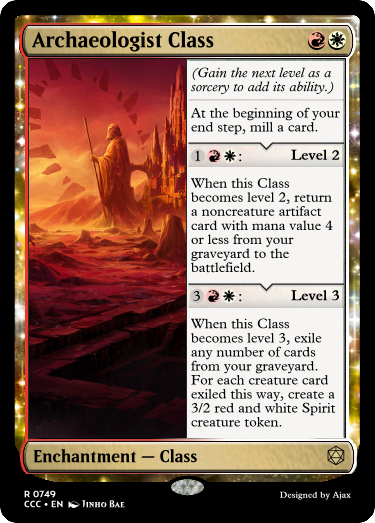 Archaeologist Class
(Gain the next level as a
sorcery to add its ability.)
At the beginning of your
end step, mill a card.
1 : Level 2
When this Class
becomes level 2, return
a noncreature artifact
card with mana value 4
or less from your
graveyard to the
battlefield.
3 : Level 3
When this Class
becomes level 3, exile
any number of cards
from your graveyard.
For each creature card
exiled this way, create a
3/2 red and white Spirit
creature token.
Enchantment — Class
R 0749
CCC • EN Jinho Bae
Designed by Ajax